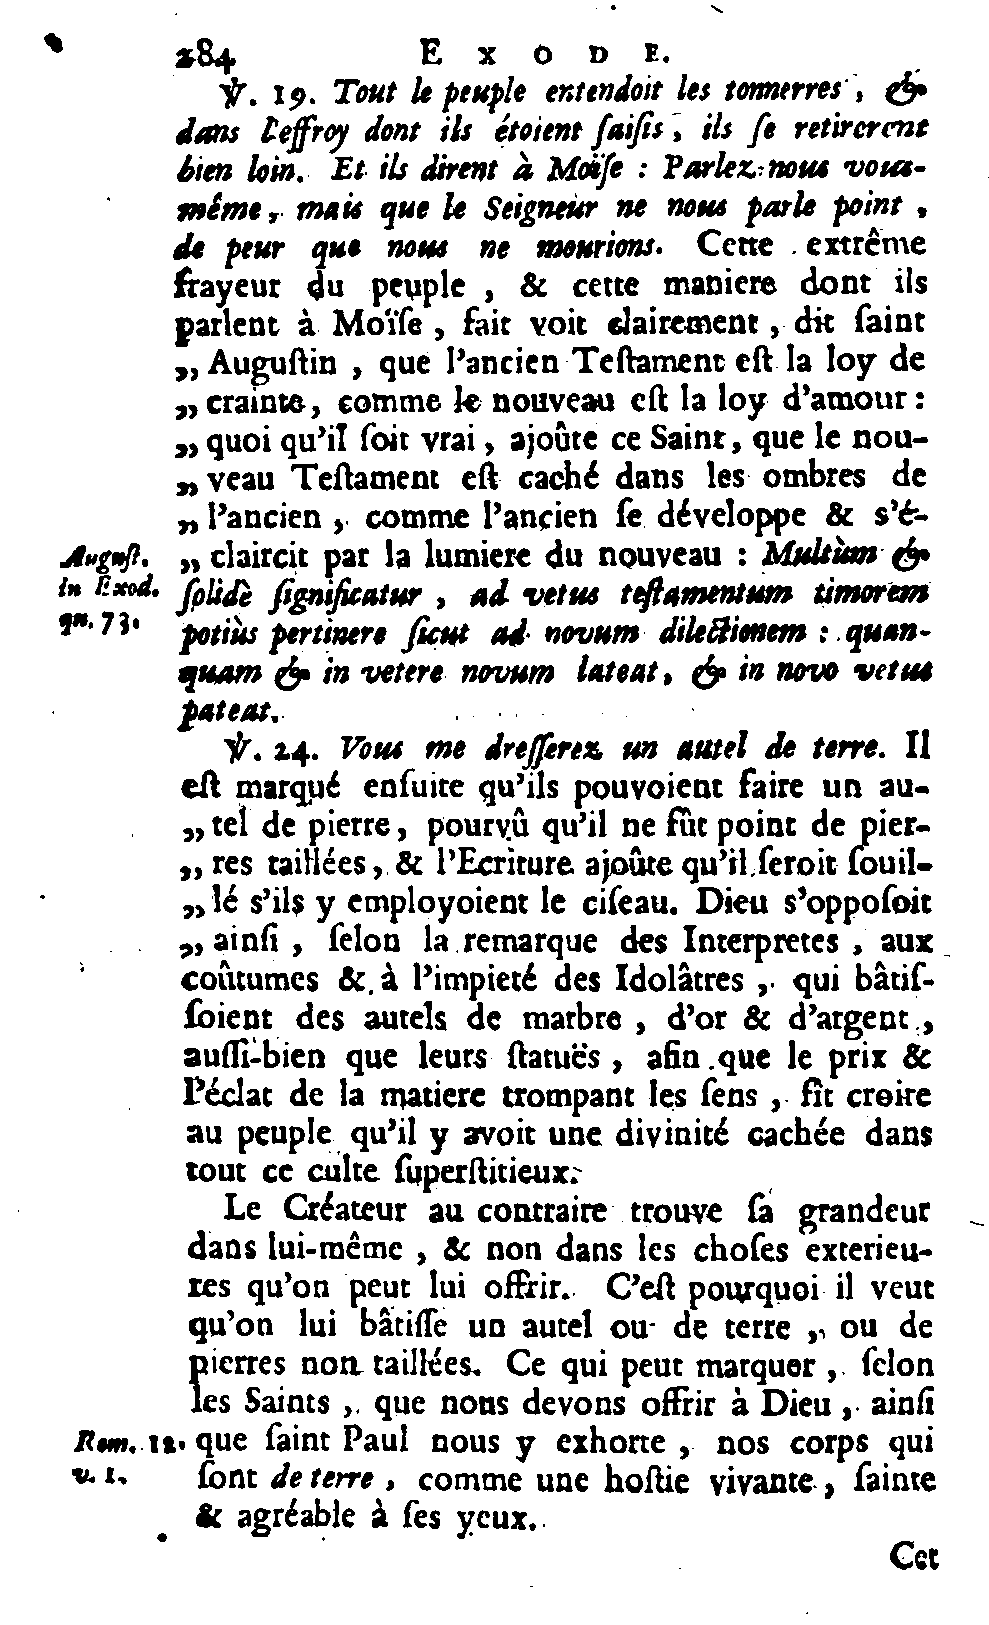 284 EXODE.
℣. 19. Tout le peuple entendoit les tonnerres, &
dans l'effroy dont ils étoient ſaiſis, ils ſe retirerent
bien loin. Et ils dirent à Moïſe : Parlez-nous vous-
même, mais que le Seigneur ne nous parle point,
de peur que nous ne mourions. Cette extrême
frayeur du peuple, & cette maniere dont ils
parlent à Moïſe, fait voit clairement, dit ſaint
„ Auguſtin, que l'ancien Teſtament eſt la loy de
„ crainte, comme le nouveau eſt la loy d'amour :
„ quoi qu'il ſoit vrai, ajoûte ce Saint, que le nou-
„ veau Teſtament eſt caché dans les ombres de
„ l'ancien, comme l'ancien ſe développe & s'é-
Auguſt. „ claircit par la lumiere du nouveau : Multùm &
in Exod. ſolidè ſignificatur, ad vetus teſtamentum timorem
qu. 73. potiùs pertinere ſicut ad novum dilectionem : quan-
quam & in vetere novum lateat, & in novo vetus
pateat.
℣. 24. Vous me dreſſerez un autel de terre. Il
eſt marqué enſuite qu'ils pouvoient faire un au-
„ tel de pierre, pourvû qu'il ne fût point de pier-
„ res taillées, & l'Ecriture ajoûte qu'il ſeroit ſouil-
„ lé s'ils y employoient le ciſeau. Dieu s'oppoſoit
„ ainſi, ſelon la remarque des Interpretes, aux
coûtumes & à l'impieté des Idolâtres, qui bâtiſ-
ſoient des autels de marbre, d'or & d'argent,
auſſi-bien que leurs ſtatuës, afin que le prix &
l'éclat de la matiere trompant les ſens, fît croire
au peuple qu'il y avoit une divinité cachée dans
tout ce culte ſuperſtitieux.
Le Créateur au contraire trouve ſa grandeur
dans lui-même, & non dans les choſes exterieu-
res qu'on peut lui offrir. C'eſt pourquoi il veut
qu'on lui bâtiſſe un autel ou de terre, ou de
pierres non taillées. Ce qui peut marquer, ſelon
les Saints, que nous devons offrir à Dieu, ainſi
Rom. 12. que ſaint Paul nous y exhorte, nos corps qui
v. 1. ſont de terre, comme une hoſtie vivante, ſainte
& agréable à ſes yeux.
Cet